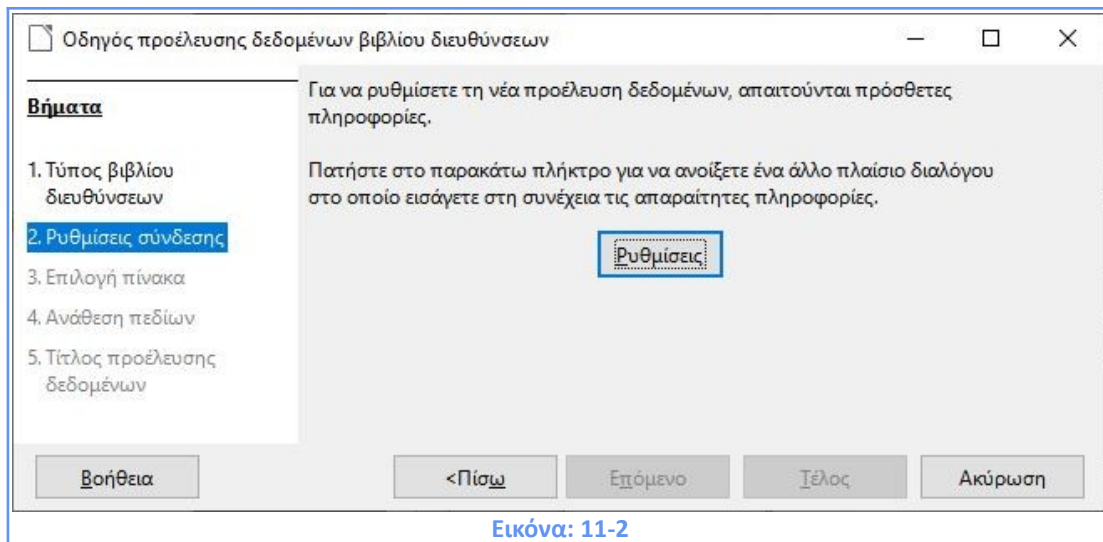 Οδηγός προέλευσης δεδομένων βιβλίου διευθύνσεων
Βήματα
1. Τύπος βιβλίου
διευθύνσεων
2. Ρυθμίσεις σύνδεσης
3. Επιλογή πίνακα
4. Ανάθεση πεδίων
5. Τίτλος προέλευσης
δεδομένων
Για να ρυθμίσετε τη νέα προέλευση δεδομένων, απαιτούνται πρόσθετες
πληροφορίες.
Πατήστε στο παρακάτω πλήκτρο για να ανοίξετε ένα άλλο πλαίσιο διαλόγου
στο οποίο εισάγετε στη συνέχεια τις απαραίτητες πληροφορίες.
Ρυθμίσεις
Βοήθεια
<Πίσω
Επόμενο
Τέλος
Ακύρωση
Εικόνα: 11-2